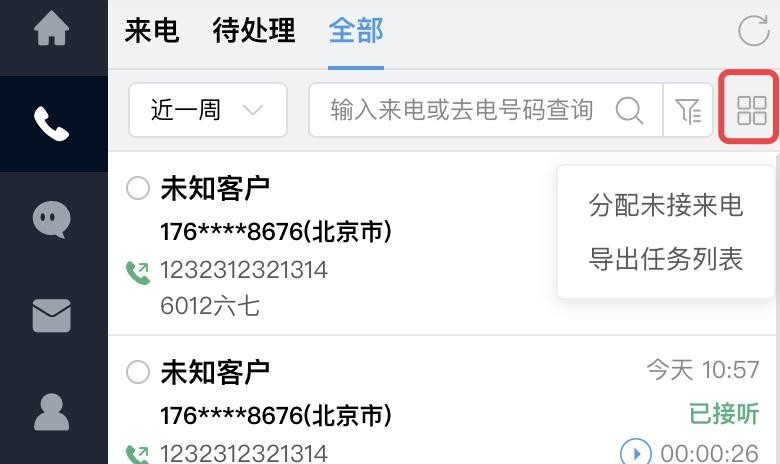 来电 待处理 全部
近一周 输入来电或去电号码查询
未知客户
分配未接来电
176****8676(北京市)
导出任务列表
1232312321314
6012六七
未知客户 今天 10:57
176****8676(北京市) 已接听
1232312321314 00:00:26